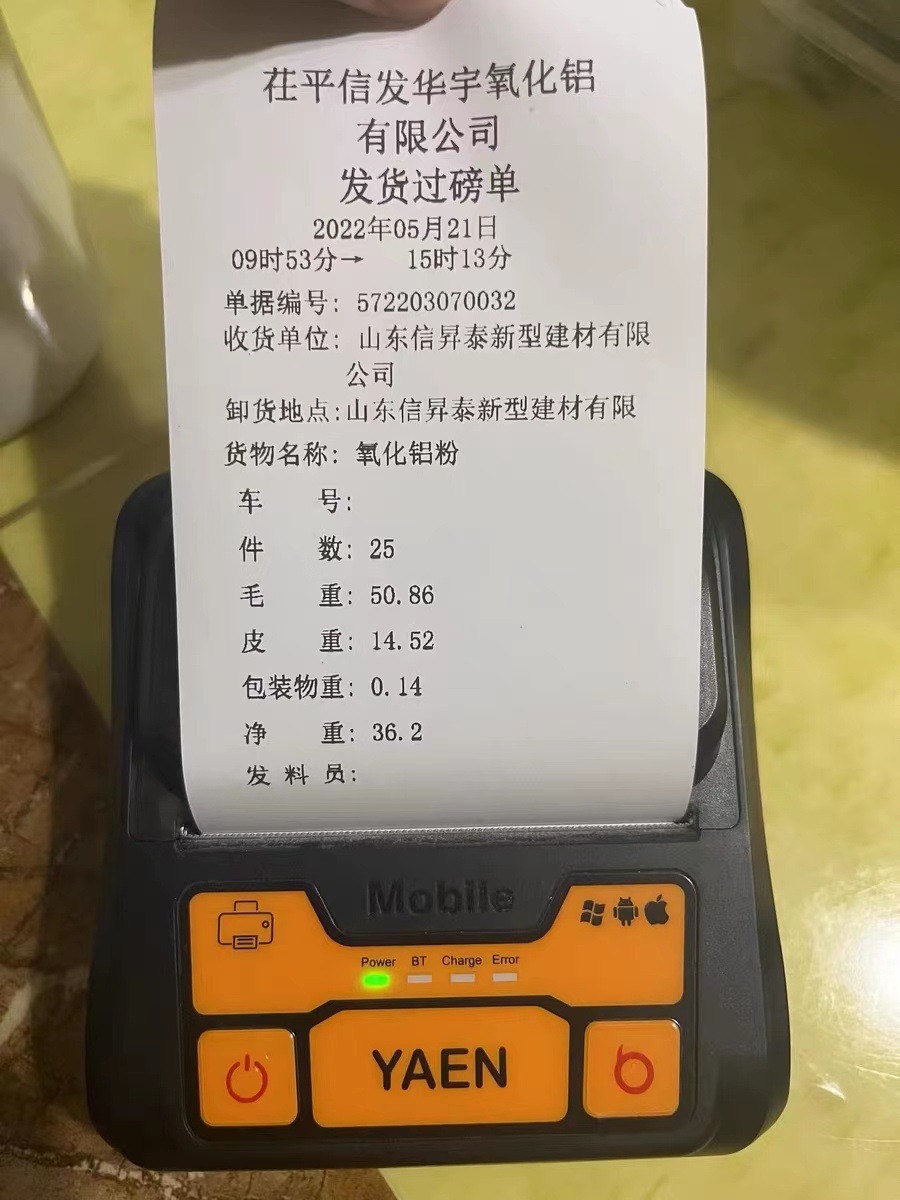 茌平信发华宇氧化铝
有限公司
发货过磅单
2022年05月21日
09时53分→ 15时13分
单据编号: 572203070032
收货单位: 山东信昇泰新型建材有限
公司
卸货地点:山东信昇泰新型建材有限
货物名称: 氧化铝粉
车 号:
件 数: 25
毛 重: 50.86
皮 重: 14.52
包装物重: 0.14
净 重: 36.2
发 料 员:
Mobile
Power BT Charge Error
YAEN